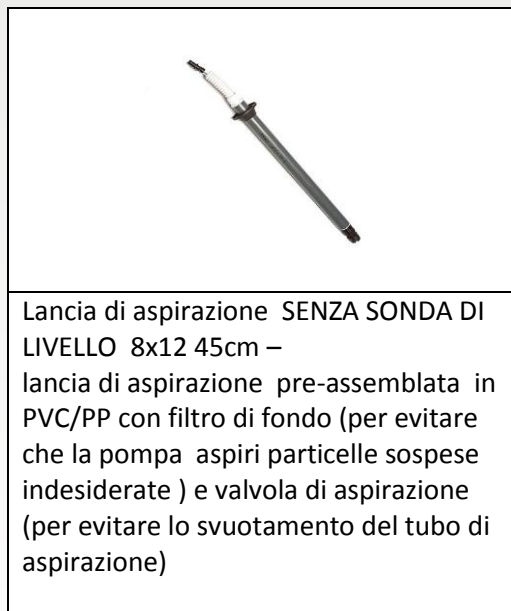 Lancia di aspirazione  SENZA SONDA DI
LIVELLO  8x12 45cm –
lancia di aspirazione  pre-assemblata  in
PVC/PP con filtro di fondo (per evitare
che la pompa  aspiri particelle sospese
indesiderate ) e valvola di aspirazione
(per evitare lo svuotamento del tubo di
aspirazione)